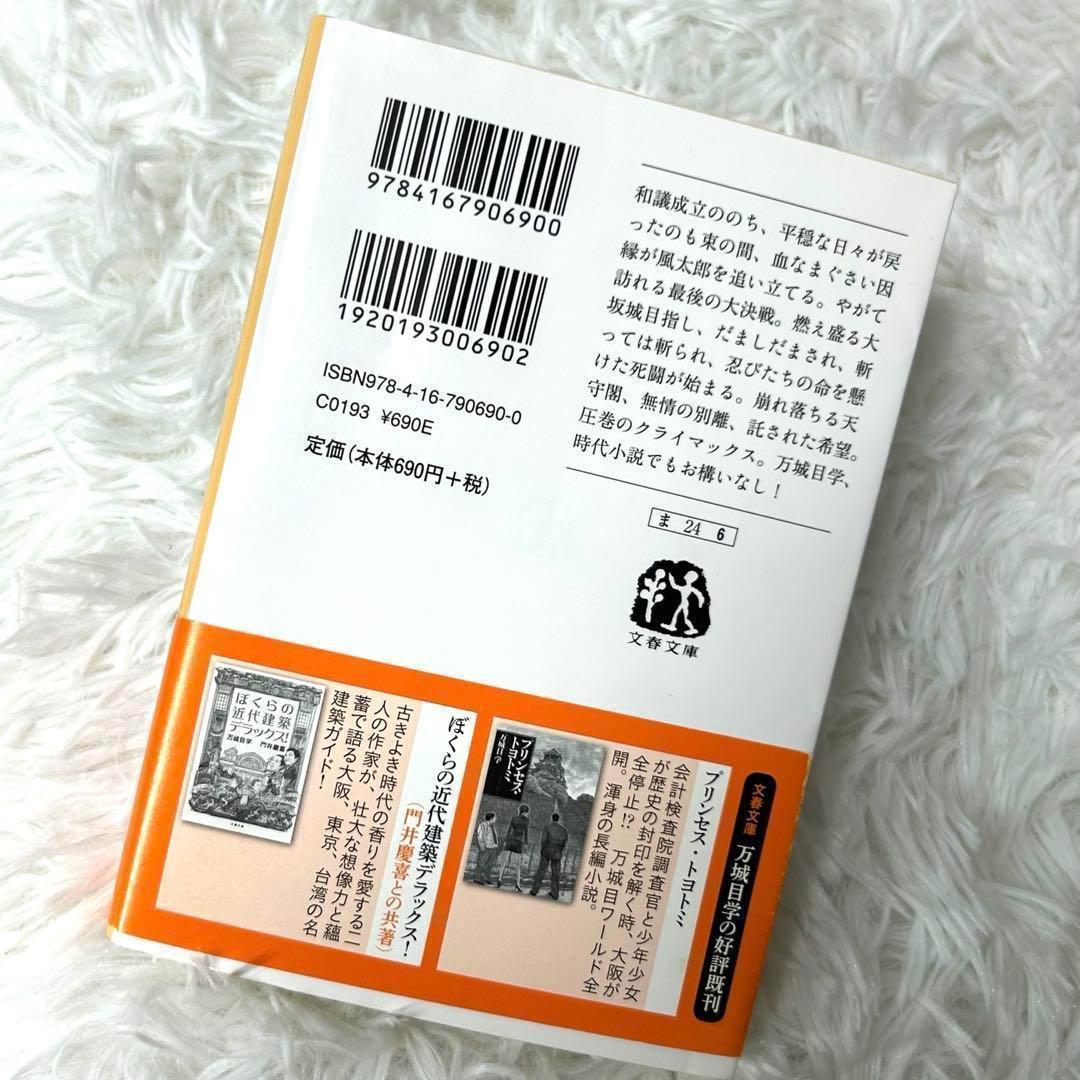 9784167906900
1920193006902
ISBN978-4-16-790690-0
C0193 ¥690E
定価(本体690円+税)
和議成立ののち、平穏な日々が戻
ったのも束の間、血なまぐさい因
縁が風太郎を追い立てる。やがて
訪れる最後の大決戦。燃え盛る大
坂城目指し、だましだまされ、斬
っては斬られ、忍びたちの命を懸
けた死闘が始まる。崩れ落ちる天
守閣、無情の別離、託された希望。
圧巻のクライマックス。万城目学、
時代小説でもお構いなし!
ま 24 6
文春文庫
文春文庫 万城目学の好評既刊
プリンセス・トヨトミ
会計検査院調査官と少年少女
が歴史の封印を解く時、大阪が
全停止!? 万城目ワールド全
開。渾身の長編小説。
プリンセス・
トヨトミ
万城目学
ぼくらの近代建築デラックス!
(門井慶喜との共著)
古きよき時代の香りを愛する二
人の作家が、壮大な想像力と蘊
蓄で語る大阪、東京、台湾の名
建築ガイド!
ぼくらの
近代建築
デラックス!
万城目学 門井慶喜